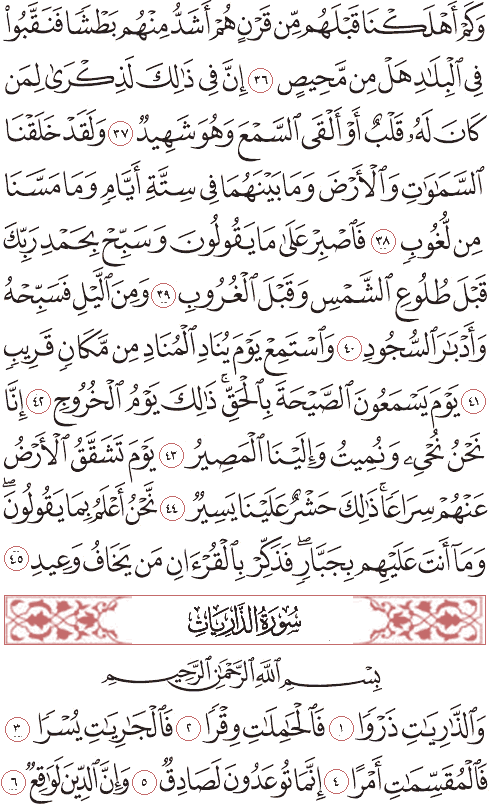 وَكَمْ أَهْلَكْنَا قَبْلَهُم مِّن قَرْنٍ هُمْ أَشَدُّ مِنْهُم بَطْشًا فَنَقَّبُوا۟
فِى ٱلْبِلَٰدِ هَلْ مِن مَّحِيصٍ ٣٦ إِنَّ فِى ذَٰلِكَ لَذِكْرَىٰ لِمَن
كَانَ لَهُۥ قَلْبٌ أَوْ أَلْقَى ٱلسَّمْعَ وَهُوَ شَهِيدٌ ٣٧ وَلَقَدْ خَلَقْنَا
ٱلسَّمَٰوَٰتِ وَٱلْأَرْضَ وَمَا بَيْنَهُمَا فِى سِتَّةِ أَيَّامٍ وَمَا مَسَّنَا
مِن لُّغُوبٍ ٣٨ فَٱصْبِرْ عَلَىٰ مَا يَقُولُونَ وَسَبِّحْ بِحَمْدِ رَبِّكَ
قَبْلَ طُلُوعِ ٱلشَّمْسِ وَقَبْلَ ٱلْغُرُوبِ ٣٩ وَمِنَ ٱلَّيْلِ فَسَبِّحْهُ
وَأَدْبَٰرَ ٱلسُّجُودِ ٤٠ وَٱسْتَمِعْ يَوْمَ يُنَادِ ٱلْمُنَادِ مِن مَّكَانٍ قَرِيبٍ
٤١ يَوْمَ يَسْمَعُونَ ٱلصَّيْحَةَ بِٱلْحَقِّ ۚ ذَٰلِكَ يَوْمُ ٱلْخُرُوجِ ٤٢ إِنَّا
نَحْنُ نُحْىِۦ وَنُمِيتُ وَإِلَيْنَا ٱلْمَصِيرُ ٤٣ يَوْمَ تَشَقَّقُ ٱلْأَرْضُ
عَنْهُمْ سِرَاعًا ۚ ذَٰلِكَ حَشْرٌ عَلَيْنَا يَسِيرٌ ٤٤ نَّحْنُ أَعْلَمُ بِمَا يَقُولُونَ ۖ
وَمَآ أَنتَ عَلَيْهِم بِجَبَّارٍ ۖ فَذَكِّرْ بِٱلْقُرْءَانِ مَن يَخَافُ وَعِيدِ ٤٥
سُورَةُ الذَّارِيَاتِ
بِسْمِ ٱللَّهِ ٱلرَّحْمَٰنِ ٱلرَّحِيمِ
وَٱلذَّٰرِيَٰتِ ذَرْوًا ١ فَٱلْحَٰمِلَٰتِ وِقْرًا ٢ فَٱلْجَٰرِيَٰتِ يُسْرًا ٣
فَٱلْمُقَسِّمَٰتِ أَمْرًا ٤ إِنَّمَا تُوعَدُونَ لَصَادِقٌ ٥ وَإِنَّ ٱلدِّينَ لَوَٰقِعٌ ٦